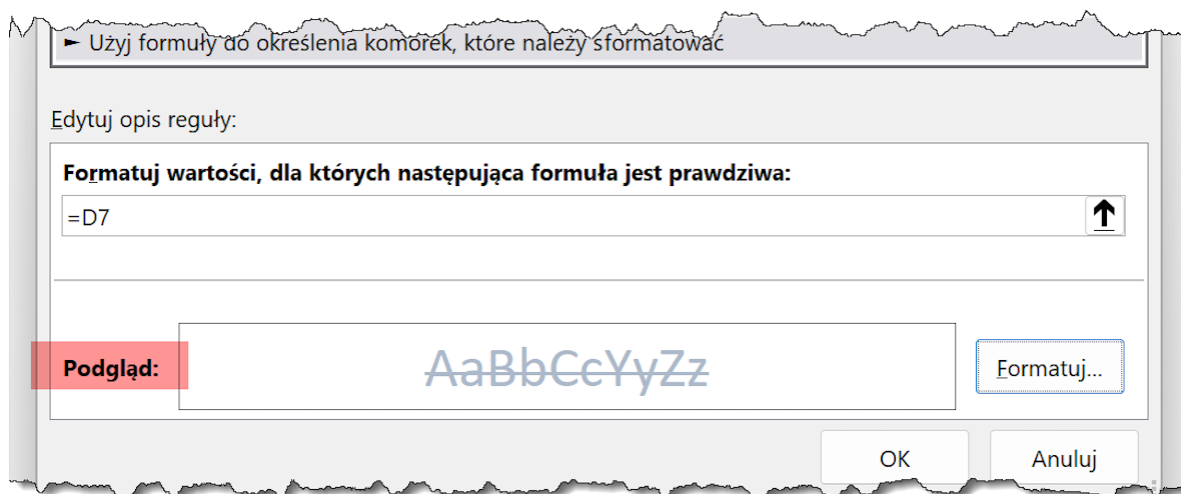 ► Użyj formuły do określenia komórek, które należy sformatować
Edytuj opis reguły:
Formatuj wartości, dla których następująca formuła jest prawdziwa:
=D7
Podgląd:
AaBbCcYyZz
Formatuj...
OK
Anuluj